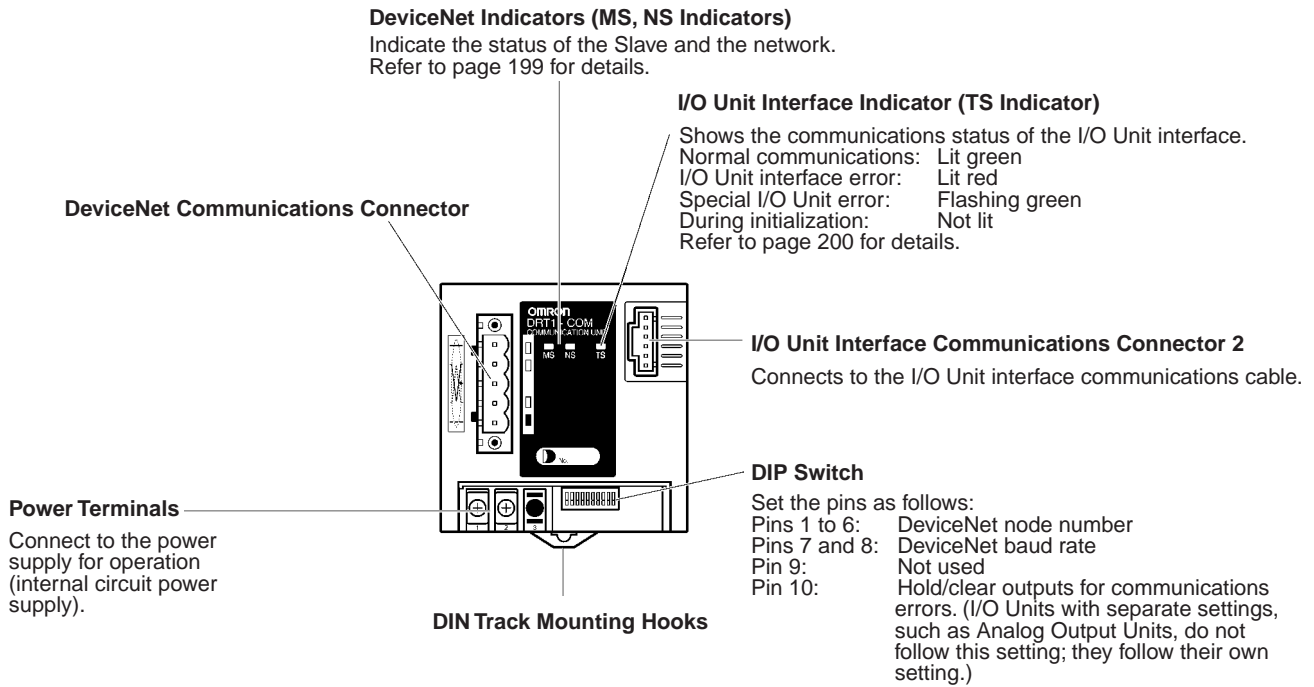 DeviceNet Indicators (MS, NS Indicators)
Indicate the status of the Slave and the network.
Refer to page 199 for details.
I/O Unit Interface Indicator (TS Indicator)
Shows the communications status of the I/O Unit interface.
Normal communications: Lit green
I/O Unit interface error: Lit red
Special I/O Unit error: Flashing green
During initialization: Not lit
Refer to page 200 for details.
DeviceNet Communications Connector
OMRON
DRT1-COM
COMMUNICATION UNIT
MS NS TS
No.
1 2 3
I/O Unit Interface Communications Connector 2
Connects to the I/O Unit interface communications cable.
DIP Switch
Set the pins as follows:
Pins 1 to 6: DeviceNet node number
Pins 7 and 8: DeviceNet baud rate
Pin 9: Not used
Pin 10: Hold/clear outputs for communications
errors. (I/O Units with separate settings,
such as Analog Output Units, do not
follow this setting; they follow their own
setting.)
Power Terminals
Connect to the power
supply for operation
(internal circuit power
supply).
DIN Track Mounting Hooks